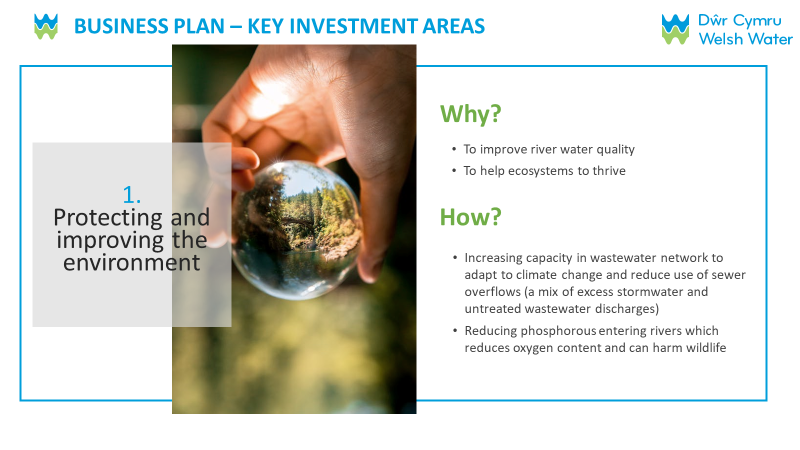 BUSINESS PLAN – KEY INVESTMENT AREAS
Dŵr Cymru
Welsh Water
1.
Protecting and
improving the
environment
Why?
• To improve river water quality
• To help ecosystems to thrive
How?
• Increasing capacity in wastewater network to
adapt to climate change and reduce use of sewer
overflows (a mix of excess stormwater and
untreated wastewater discharges)
• Reducing phosphorous entering rivers which
reduces oxygen content and can harm wildlife